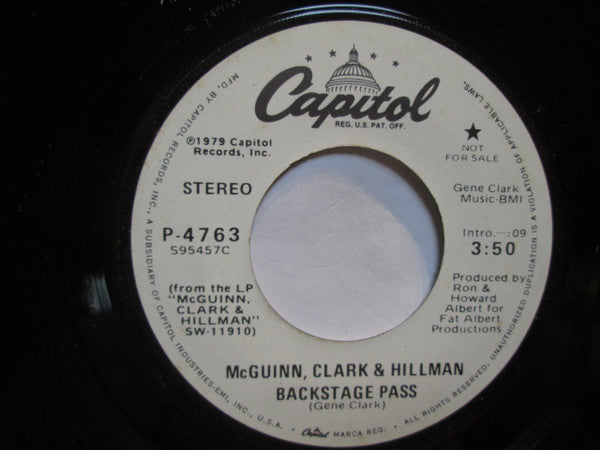 Capitol
REG. U.S. PAT. OFF.
℗1979 Capitol
Records, Inc.
★
NOT
FOR SALE
STEREO
Gene Clark
Music-BMI
P-4763
S95457C
Intro.—:09
3:50
(from the LP
"McGUINN,
CLARK &
HILLMAN"
SW-11910)
Produced by
Ron &
Howard
Albert for
Fat Albert
Productions
McGUINN, CLARK & HILLMAN
BACKSTAGE PASS
(Gene Clark)
MFD. BY CAPITOL RECORDS, INC., A SUBSIDIARY OF CAPITOL INDUSTRIES-EMI, INC., U.S.A. • Capitol MARCA REG. • ALL RIGHTS RESERVED. UNAUTHORIZED DUPLICATION IS A VIOLATION OF APPLICABLE LAWS.